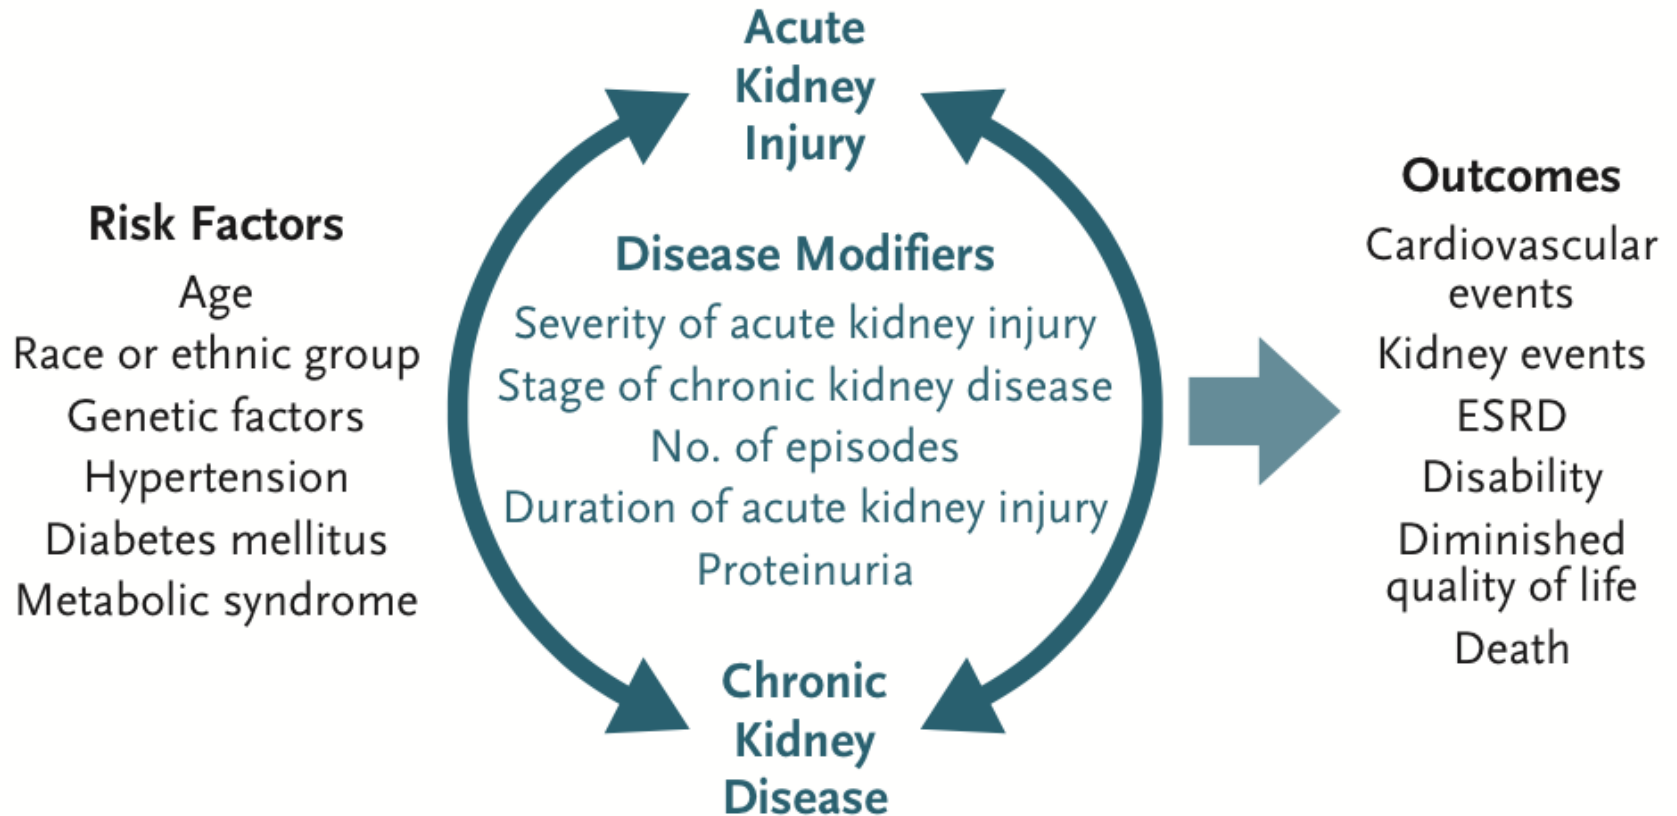 Risk Factors
Age
Race or ethnic group
Genetic factors
Hypertension
Diabetes mellitus
Metabolic syndrome
Acute
Kidney
Injury
Disease Modifiers
Severity of acute kidney injury
Stage of chronic kidney disease
No. of episodes
Duration of acute kidney injury
Proteinuria
Chronic
Kidney
Disease
Outcomes
Cardiovascular
events
Kidney events
ESRD
Disability
Diminished
quality of life
Death